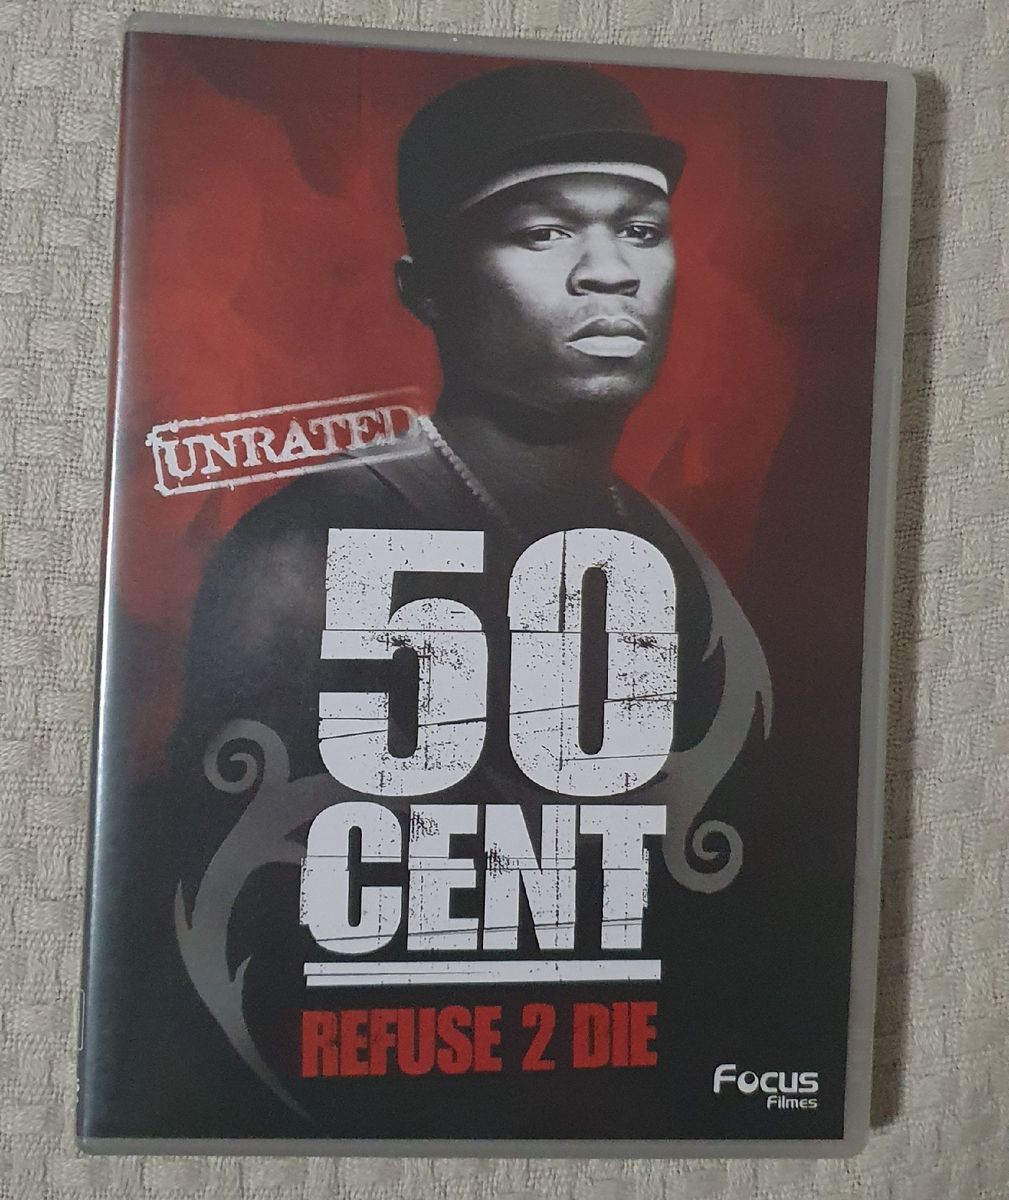 UNRATED
50
CENT
REFUSE 2 DIE
Focus
Filmes